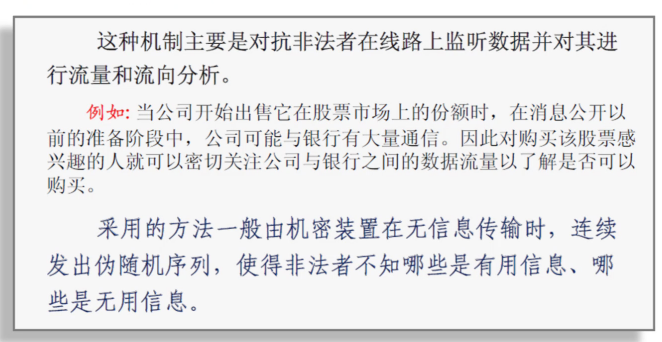 这种机制主要是对抗非法者在线路上监听数据并对其进
行流量和流向分析。
例如: 当公司开始出售它在股票市场上的份额时，在消息公开以
前的准备阶段中，公司可能与银行有大量通信。因此对购买该股票感
兴趣的人就可以密切关注公司与银行之间的数据流量以了解是否可以
购买。
采用的方法一般由机密装置在无信息传输时，连续
发出伪随机序列，使得非法者不知哪些是有用信息、哪
些是无用信息。